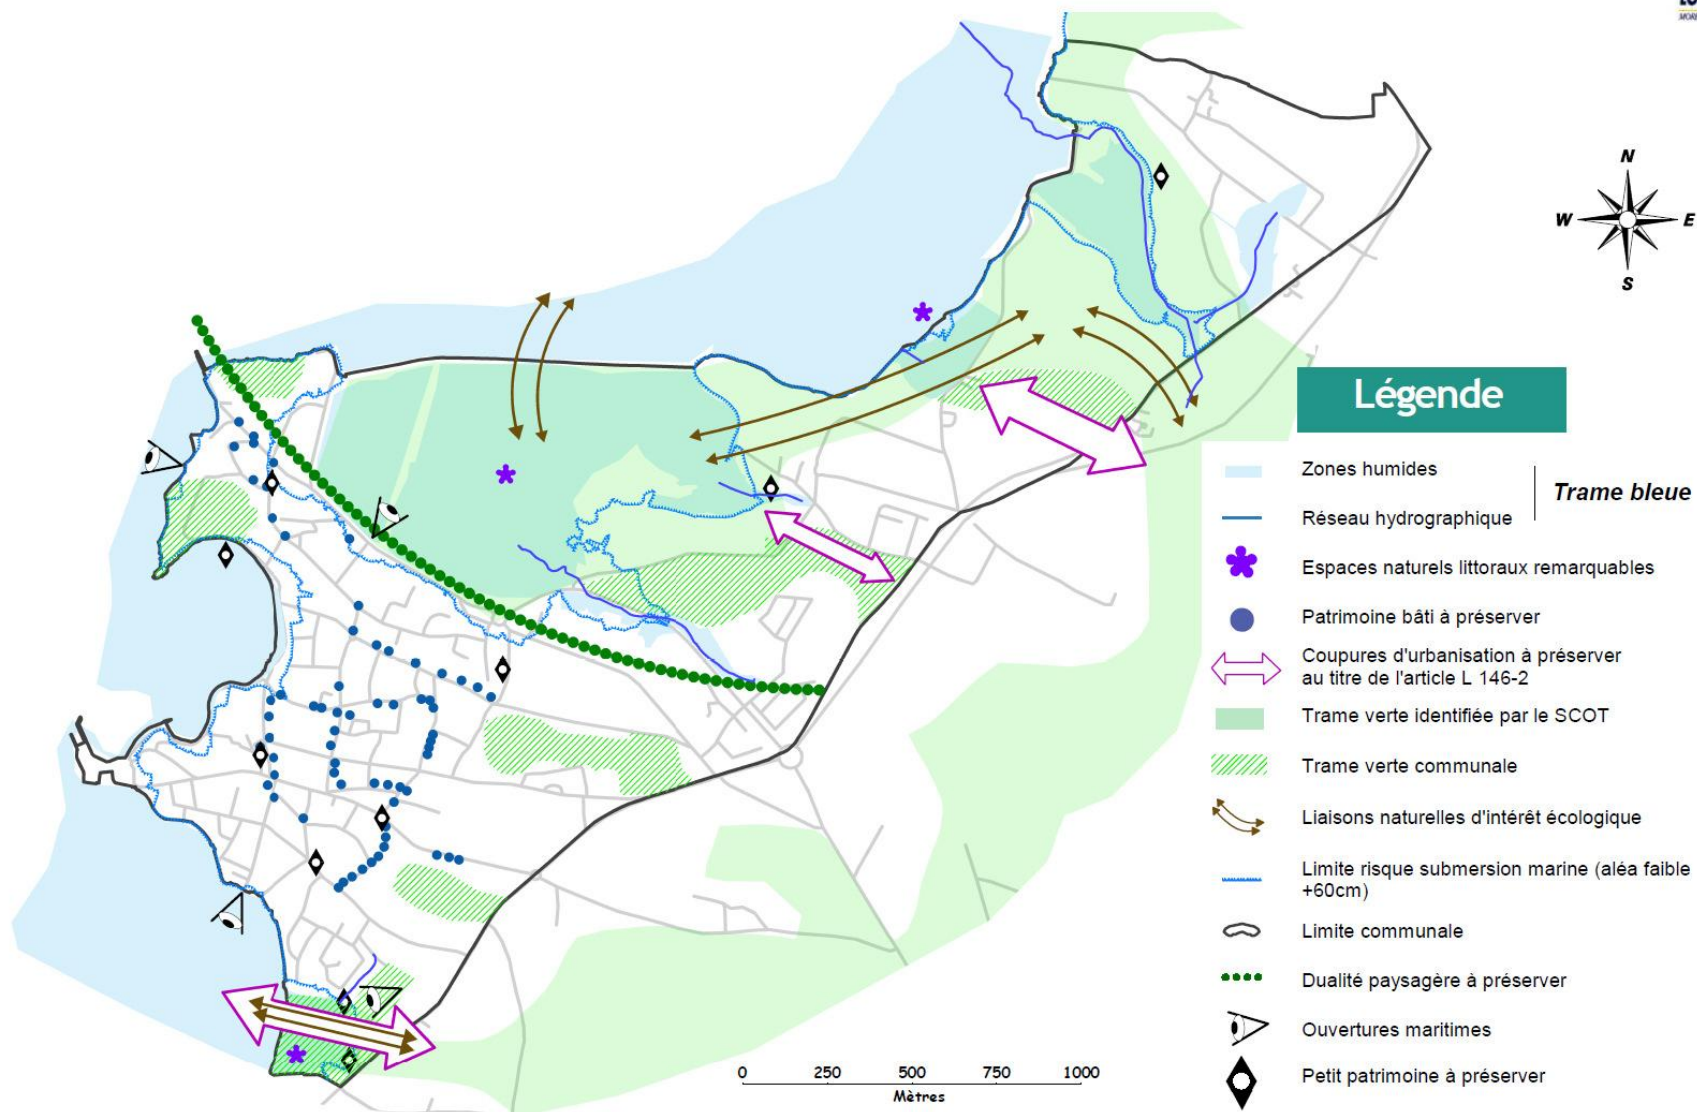 N
W E
S
Légende
Zones humides
Trame bleue
Réseau hydrographique
Espaces naturels littoraux remarquables
Patrimoine bâti à préserver
Coupures d'urbanisation à préserver
au titre de l'article L 146-2
Trame verte identifiée par le SCOT
Trame verte communale
Liaisons naturelles d'intérêt écologique
Limite risque submersion marine (aléa faible
+60cm)
Limite communale
Dualité paysagère à préserver
Ouvertures maritimes
Petit patrimoine à préserver
0 250 500 750 1000
Mètres